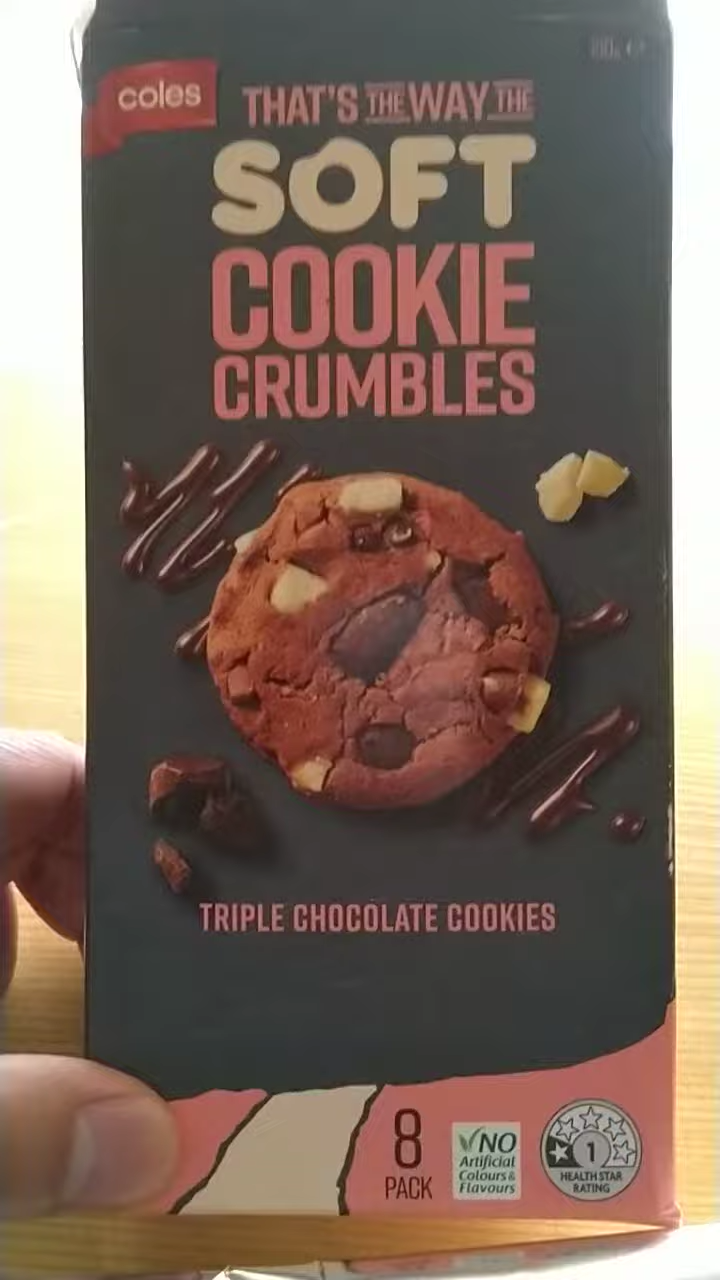 coles
THAT'S THE WAY THE
SOFT
COOKIE
CRUMBLES
TRIPLE CHOCOLATE COOKIES
8
PACK
NO
Artificial
Colours &
Flavours
1
HEALTH STAR
RATING